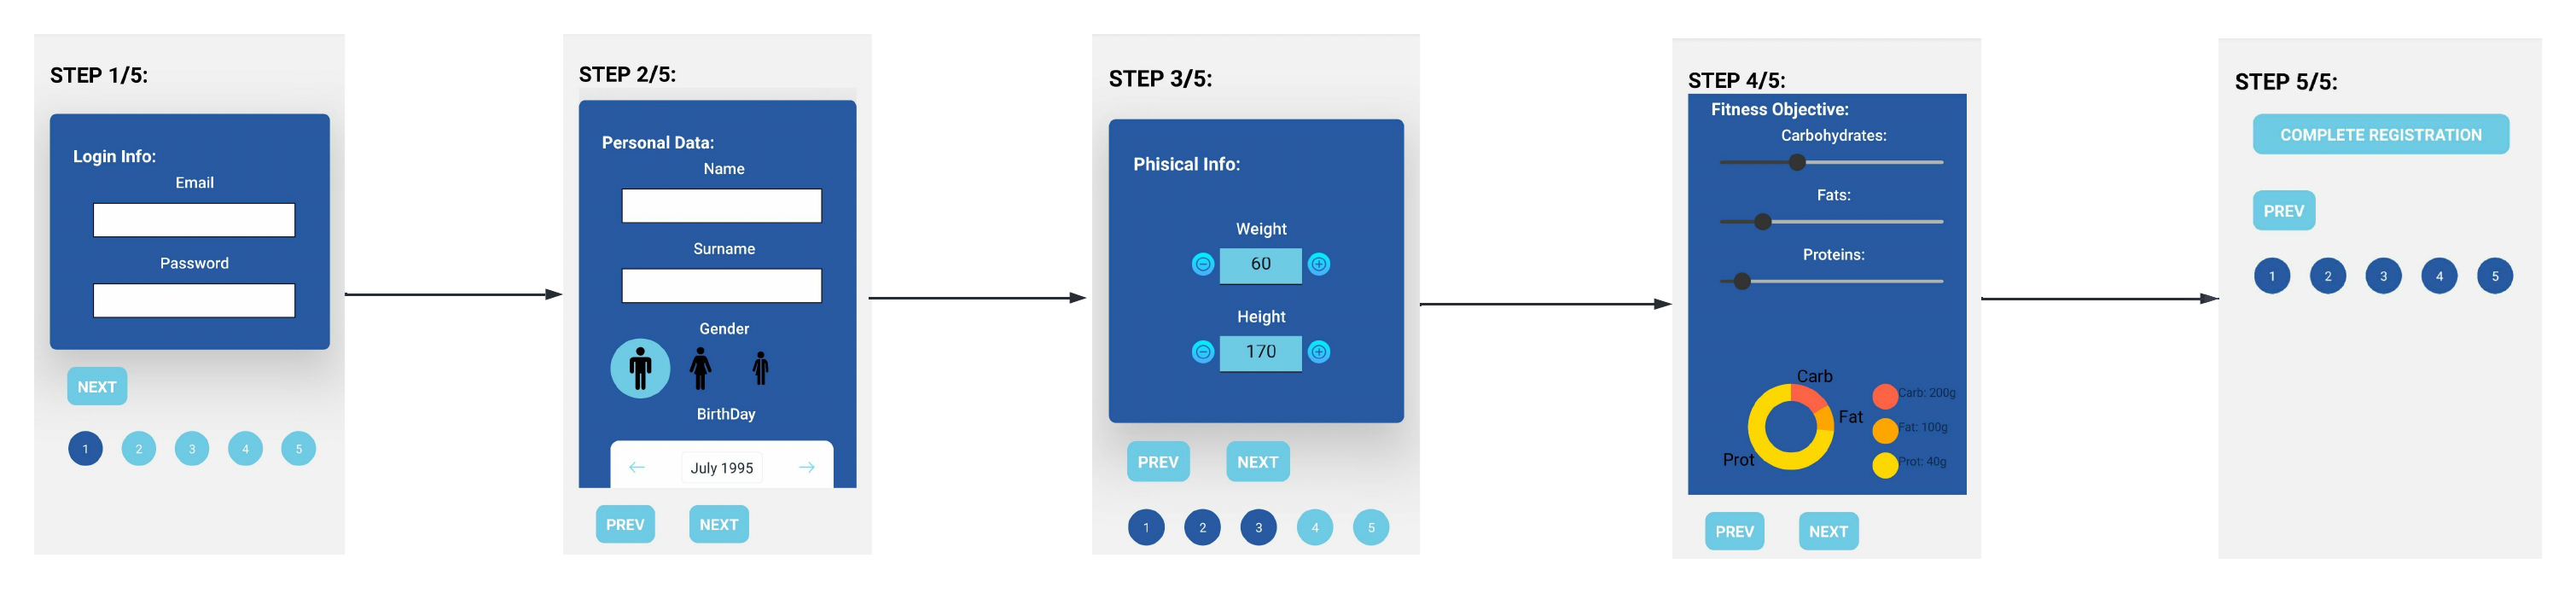 STEP 1/5:
Login Info:
Email
Password
NEXT
1 2 3 4 5
STEP 2/5:
Personal Data:
Name
Surname
Gender
BirthDay
July 1995
PREV NEXT
STEP 3/5:
Phisical Info:
Weight
60
Height
170
PREV NEXT
1 2 3 4 5
STEP 4/5:
Fitness Objective:
Carbohydrates:
Fats:
Proteins:
Carb
Fat
Prot
Carb: 200g
Fat: 100g
Prot: 40g
PREV NEXT
STEP 5/5:
COMPLETE REGISTRATION
PREV
1 2 3 4 5